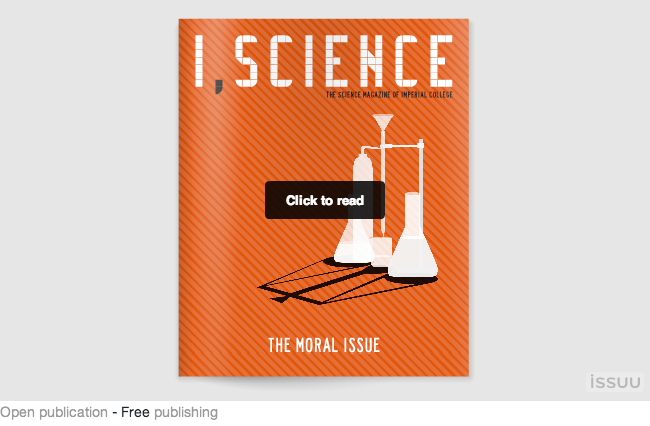 I, SCIENCE
THE SCIENCE MAGAZINE OF IMPERIAL COLLEGE
Click to read
THE MORAL ISSUE
issuu
Open publication - Free publishing